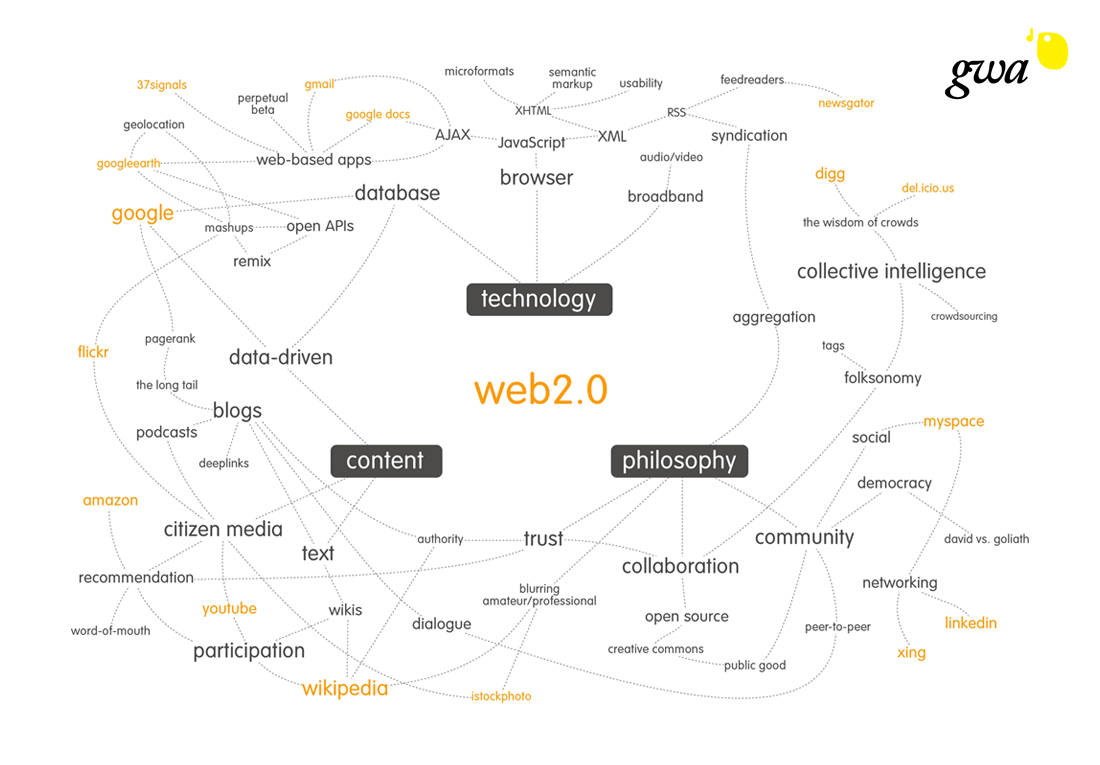 gwa
microformats
semantic
markup
usability
feedreaders
newsgator
37signals
gmail
perpetual
beta
google docs
geolocation
XHTML
RSS
AJAX
JavaScript
XML
syndication
googleearth
web-based apps
audio/video
browser
broadband
digg
del.icio.us
database
google
mashups
open APIs
the wisdom of crowds
remix
collective intelligence
technology
aggregation
crowdsourcing
pagerank
flickr
data-driven
tags
the long tail
web2.0
folksonomy
blogs
podcasts
myspace
social
deeplinks
content
philosophy
democracy
amazon
citizen media
authority
trust
community
david vs. goliath
text
collaboration
recommendation
networking
blurring
amateur/professional
youtube
wikis
dialogue
open source
linkedin
word-of-mouth
peer-to-peer
participation
creative commons
public good
xing
wikipedia
istockphoto